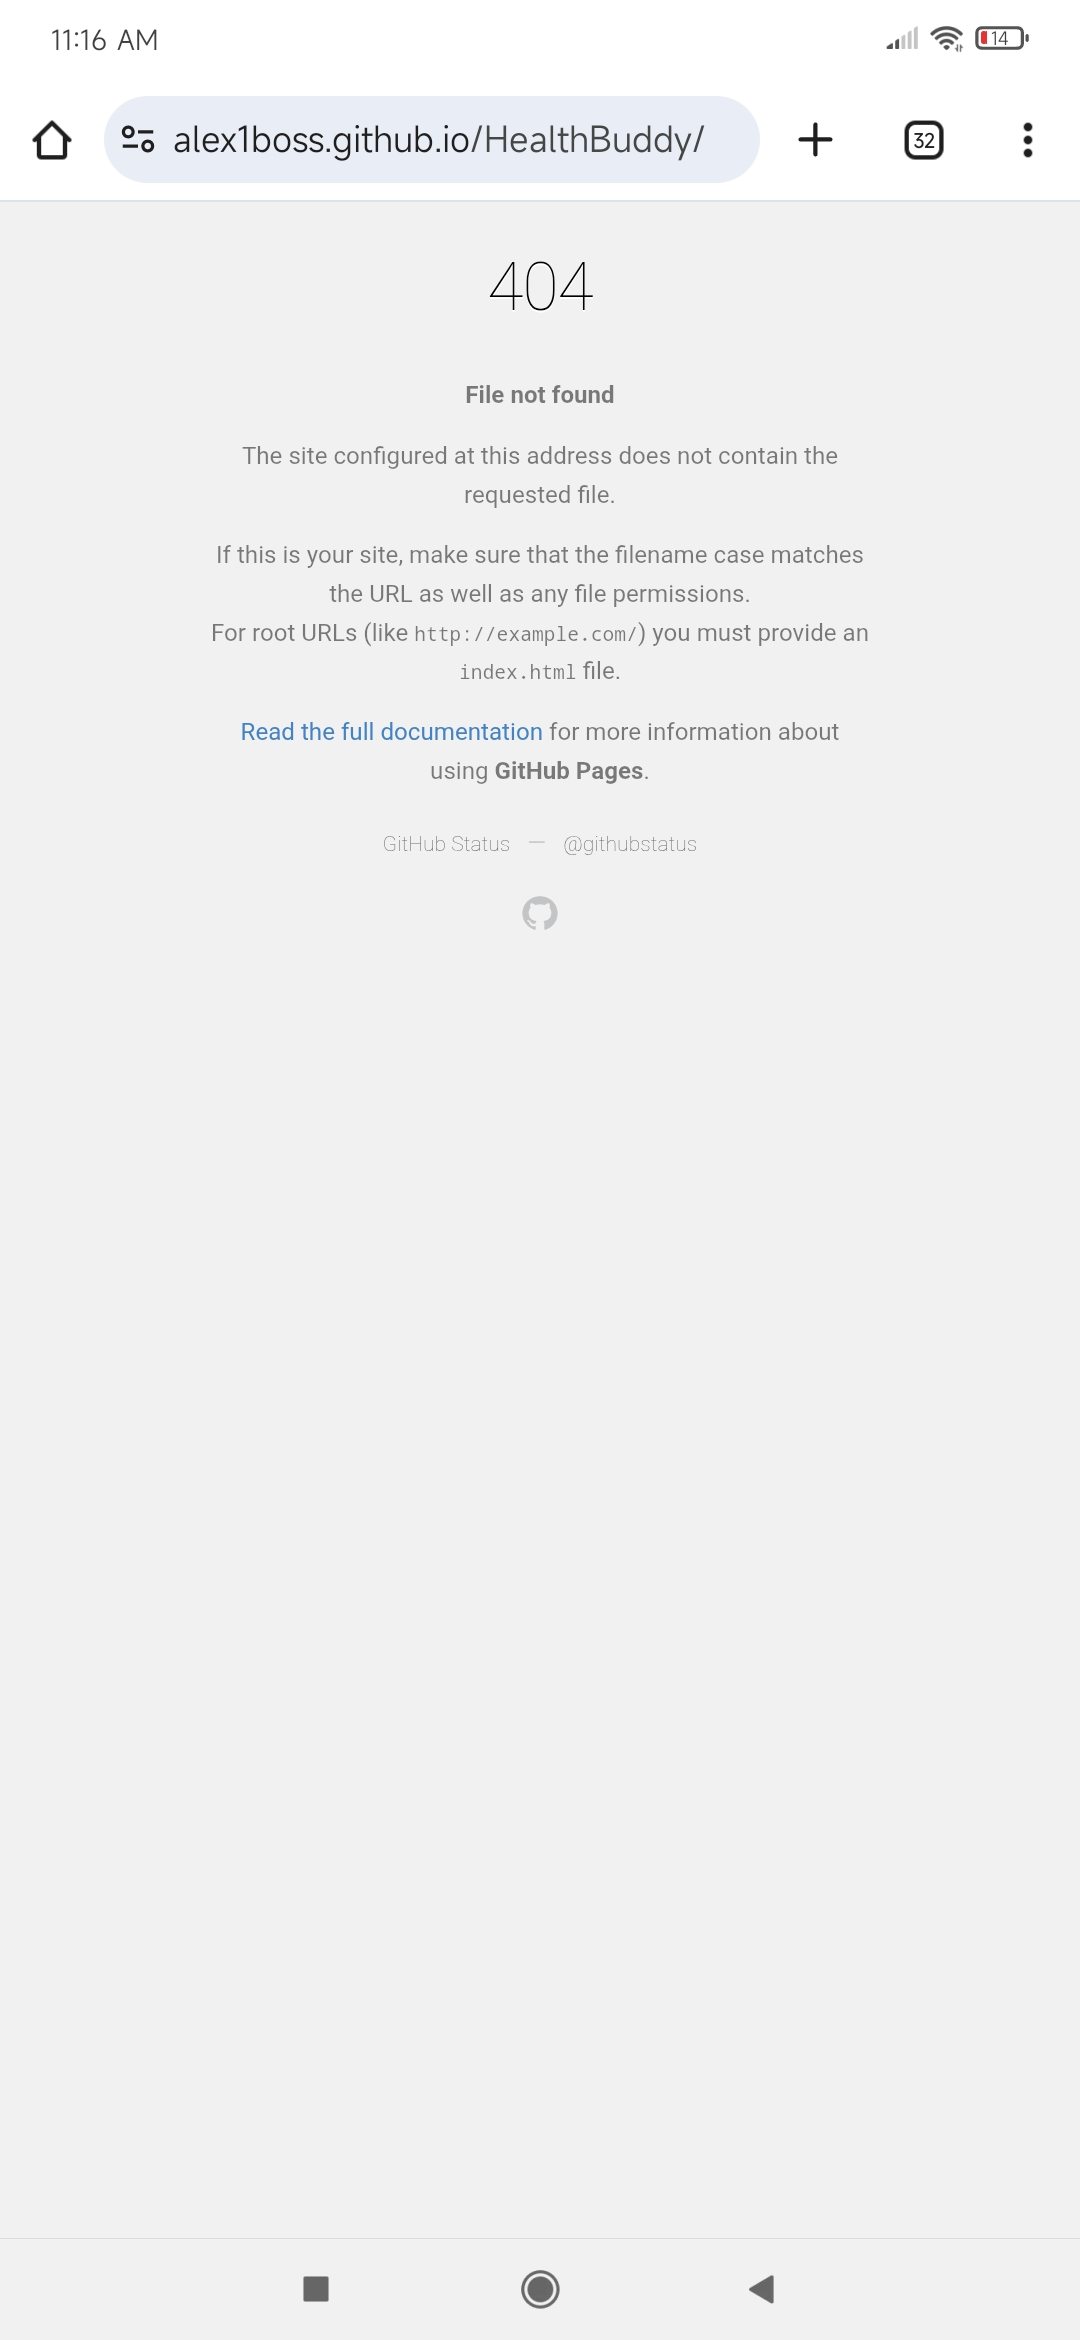 11:16 AM
14
alex1boss.github.io/HealthBuddy/
32
404
File not found
The site configured at this address does not contain the
requested file.
If this is your site, make sure that the filename case matches
the URL as well as any file permissions.
For root URLs (like http://example.com/) you must provide an
index.html file.
Read the full documentation for more information about
using GitHub Pages.
GitHub Status — @githubstatus